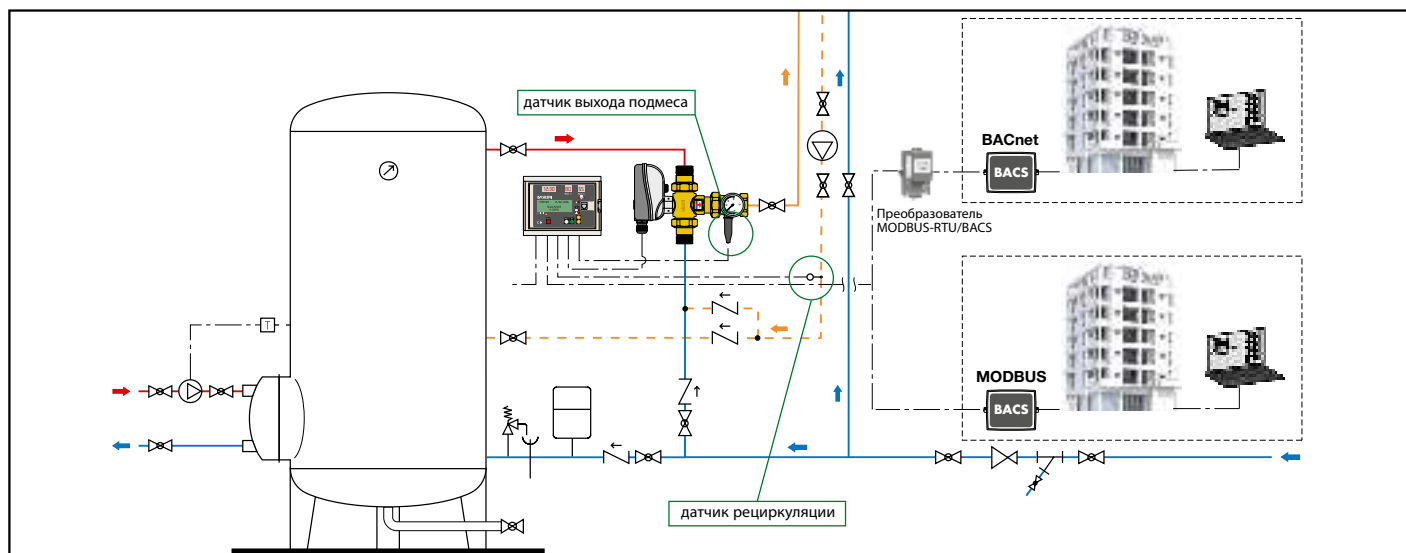 датчик выхода подмеса
BACnet
BACS
Преобразователь
MODBUS-RTU/BACS
T
MODBUS
BACS
датчик рециркуляции